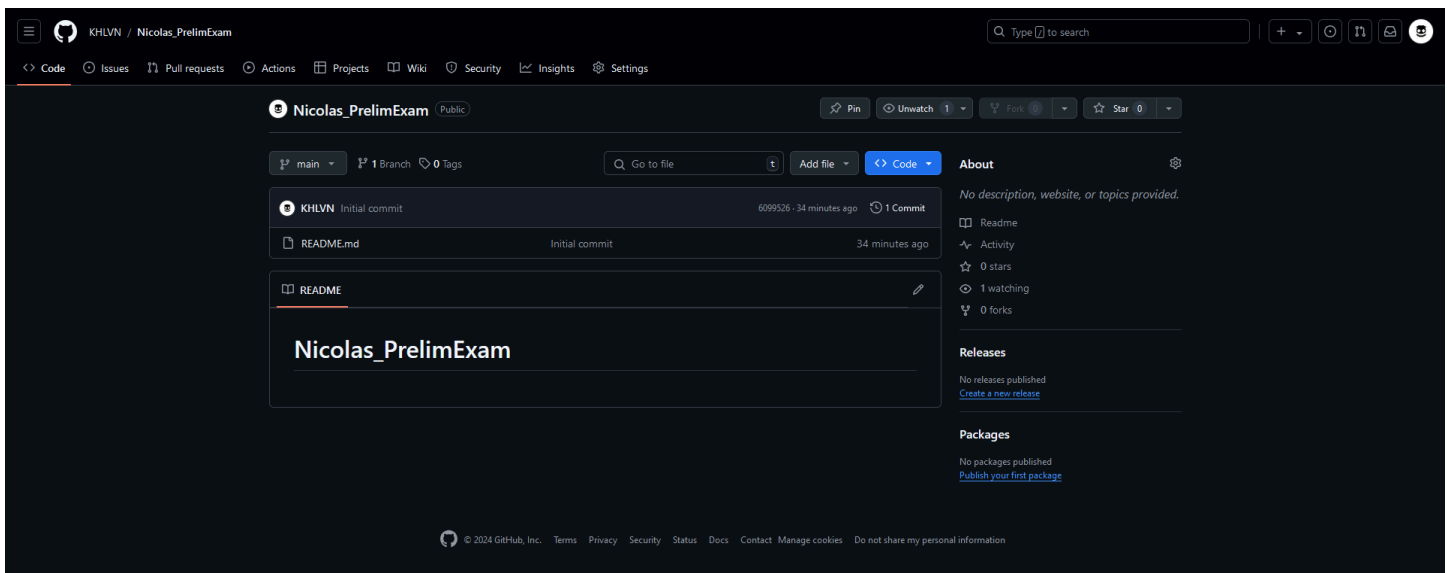 KHLVN / Nicolas_PrelimExam Type / to search
Code Issues Pull requests Actions Projects Wiki Security Insights Settings
Nicolas_PrelimExam Public Pin Unwatch 1 Fork 0 Star 0
main 1 Branch 0 Tags Go to file t Add file Code
KHLVN Initial commit 6099526 · 34 minutes ago 1 Commit
README.md Initial commit 34 minutes ago
README
Nicolas_PrelimExam
About
No description, website, or topics provided.
Readme
Activity
0 stars
1 watching
0 forks
Releases
No releases published
Create a new release
Packages
No packages published
Publish your first package
© 2024 GitHub, Inc. Terms Privacy Security Status Docs Contact Manage cookies Do not share my personal information